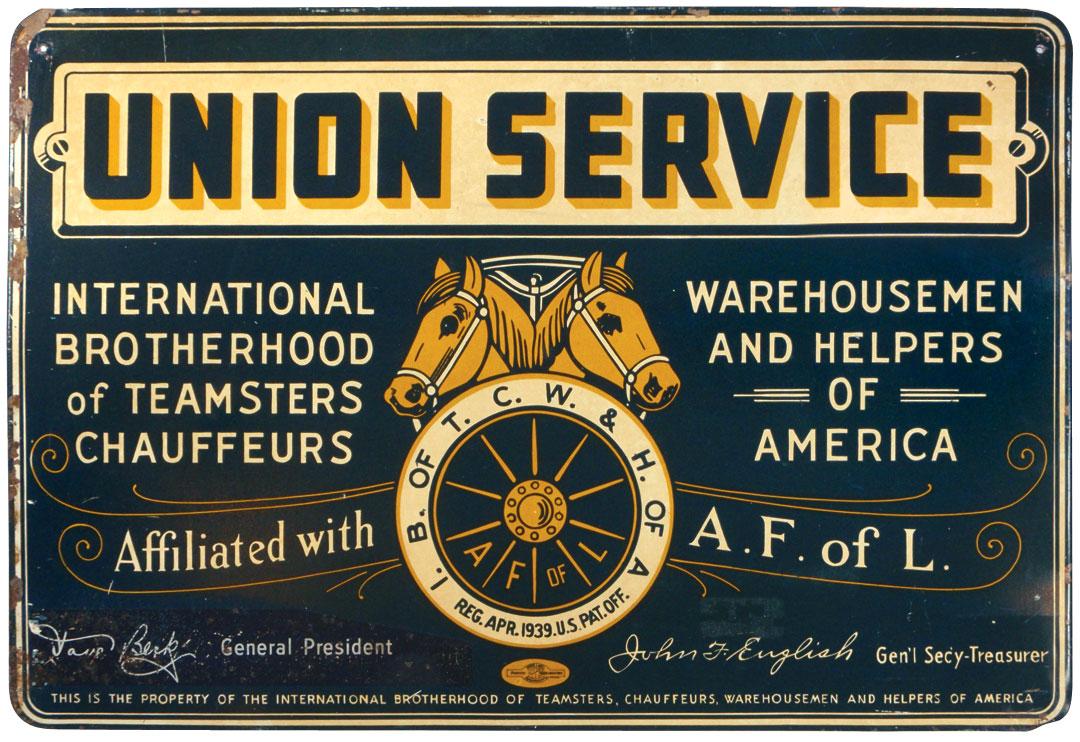 UNION SERVICE
INTERNATIONAL
BROTHERHOOD
of TEAMSTERS
CHAUFFEURS
WAREHOUSEMEN
AND HELPERS
OF
AMERICA
I. B. OF T. C. W. & H. OF A
A F OF L
REG. APR. 1939. U.S. PAT. OFF.
Affiliated with
A.F. of L.
Dave Beck General President
John F English Gen'l Sec'y-Treasurer
THIS IS THE PROPERTY OF THE INTERNATIONAL BROTHERHOOD OF TEAMSTERS, CHAUFFEURS, WAREHOUSEMEN AND HELPERS OF AMERICA